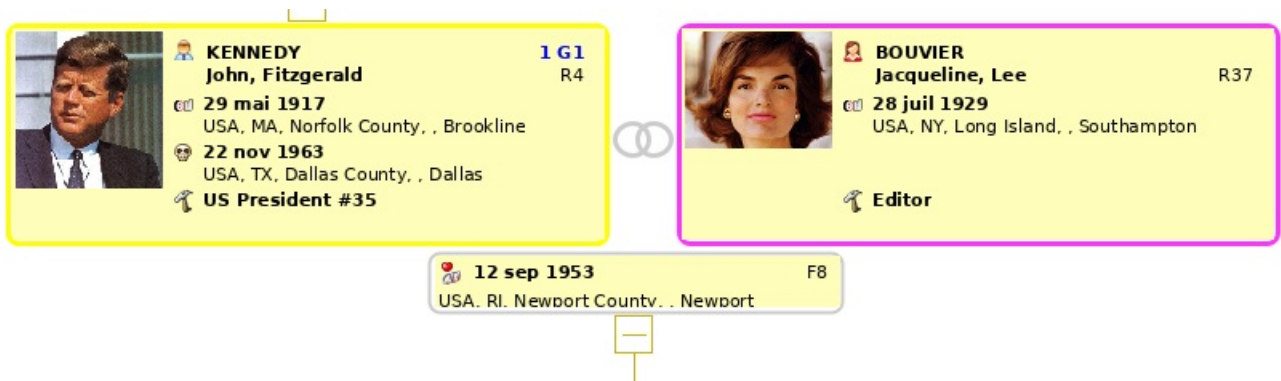 KENNEDY 1 G1
John, Fitzgerald R4
29 mai 1917
USA, MA, Norfolk County, , Brookline
22 nov 1963
USA, TX, Dallas County, , Dallas
US President #35
BOUVIER
Jacqueline, Lee R37
28 juil 1929
USA, NY, Long Island, , Southampton
Editor
12 sep 1953 F8
USA, RI, Newport County, , Newport